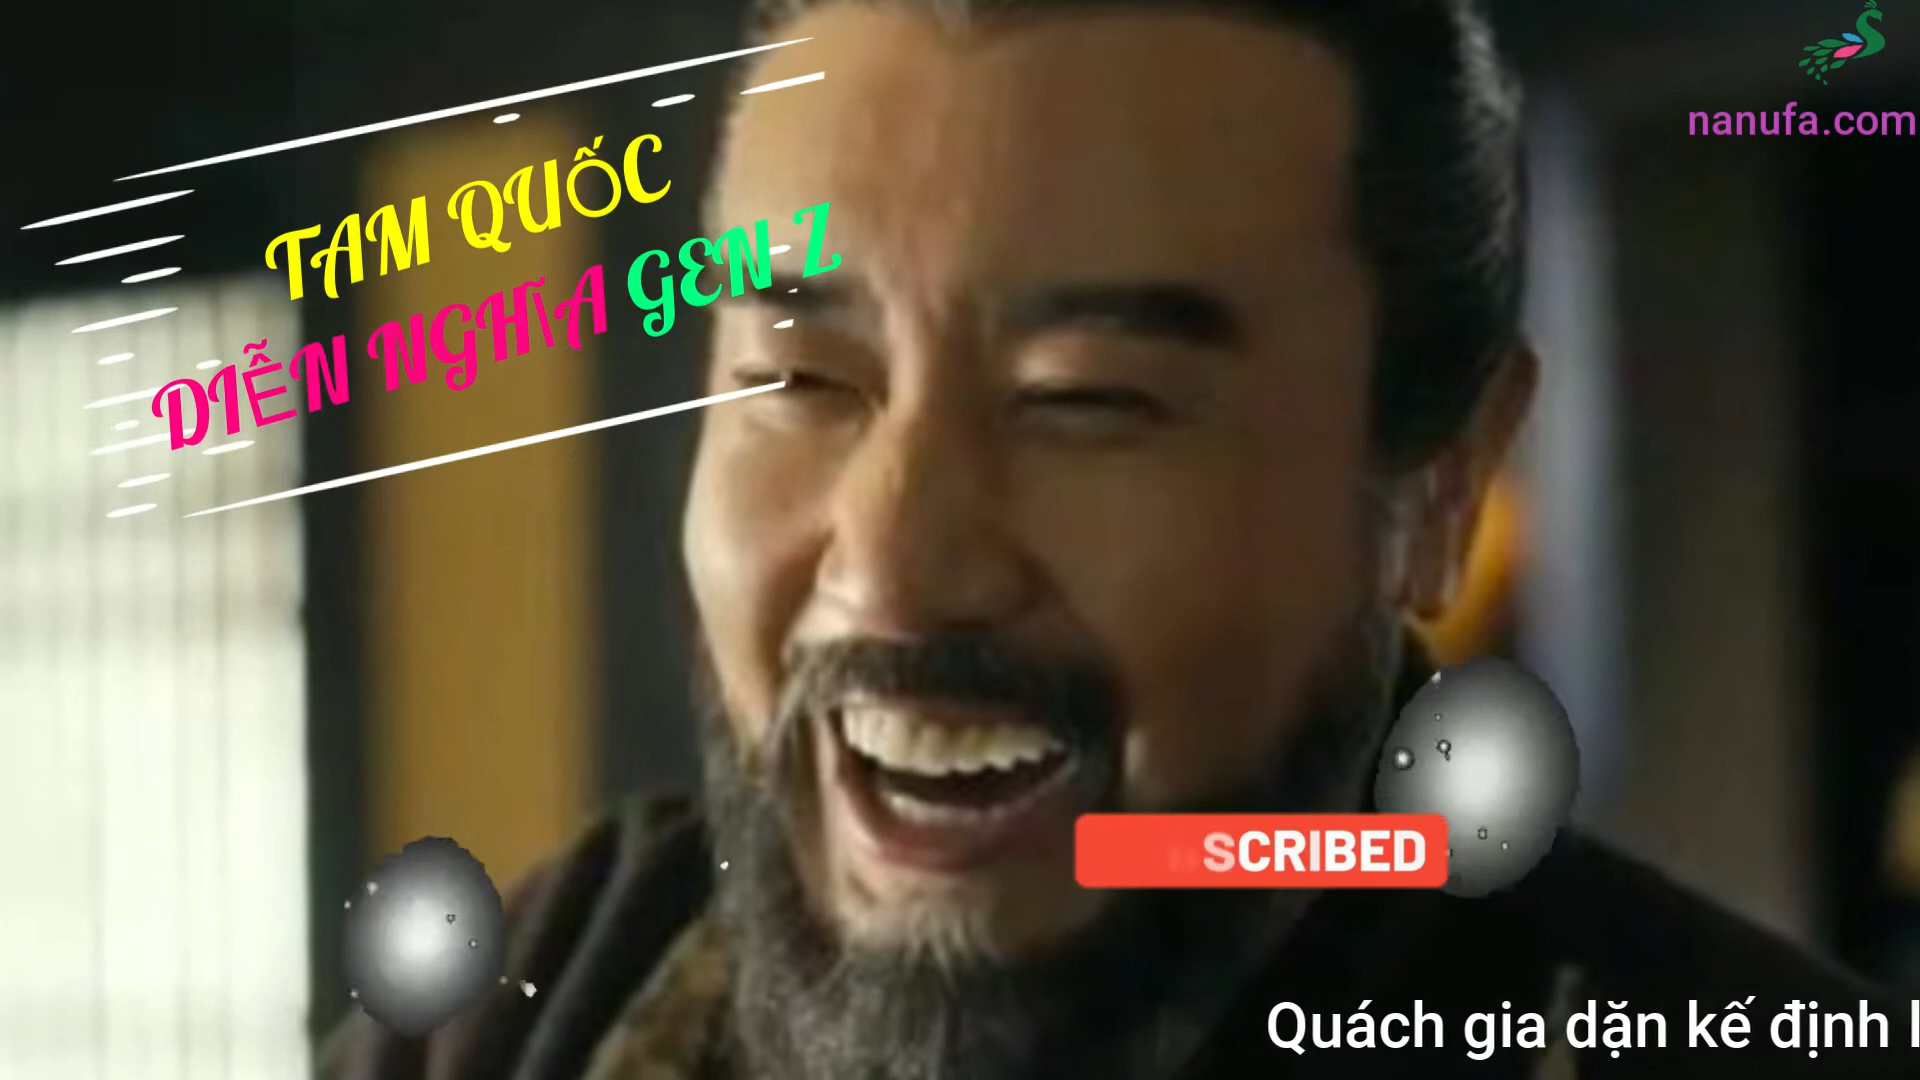 nanufa.com
TAM QUỐC
DIỄN NGHĨA GEN Z
SCRIBED
Quách gia dặn kế định